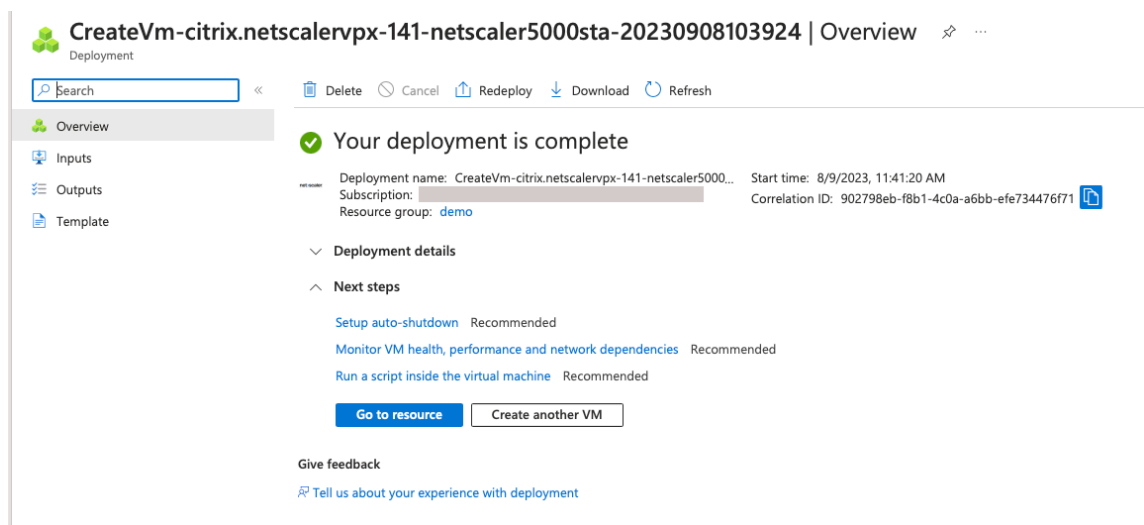 CreateVm-citrix.netscalervpx-141-netscaler5000sta-20230908103924 | Overview
Deployment
Search
Delete Cancel Redeploy Download Refresh
Overview
Inputs
Outputs
Template
Your deployment is complete
net scaler
Deployment name: CreateVm-citrix.netscalervpx-141-netscaler5000...
Subscription:
Resource group: demo
Start time: 8/9/2023, 11:41:20 AM
Correlation ID: 902798eb-f8b1-4c0a-a6bb-efe734476f71
Deployment details
Next steps
Setup auto-shutdown Recommended
Monitor VM health, performance and network dependencies Recommended
Run a script inside the virtual machine Recommended
Go to resource Create another VM
Give feedback
Tell us about your experience with deployment